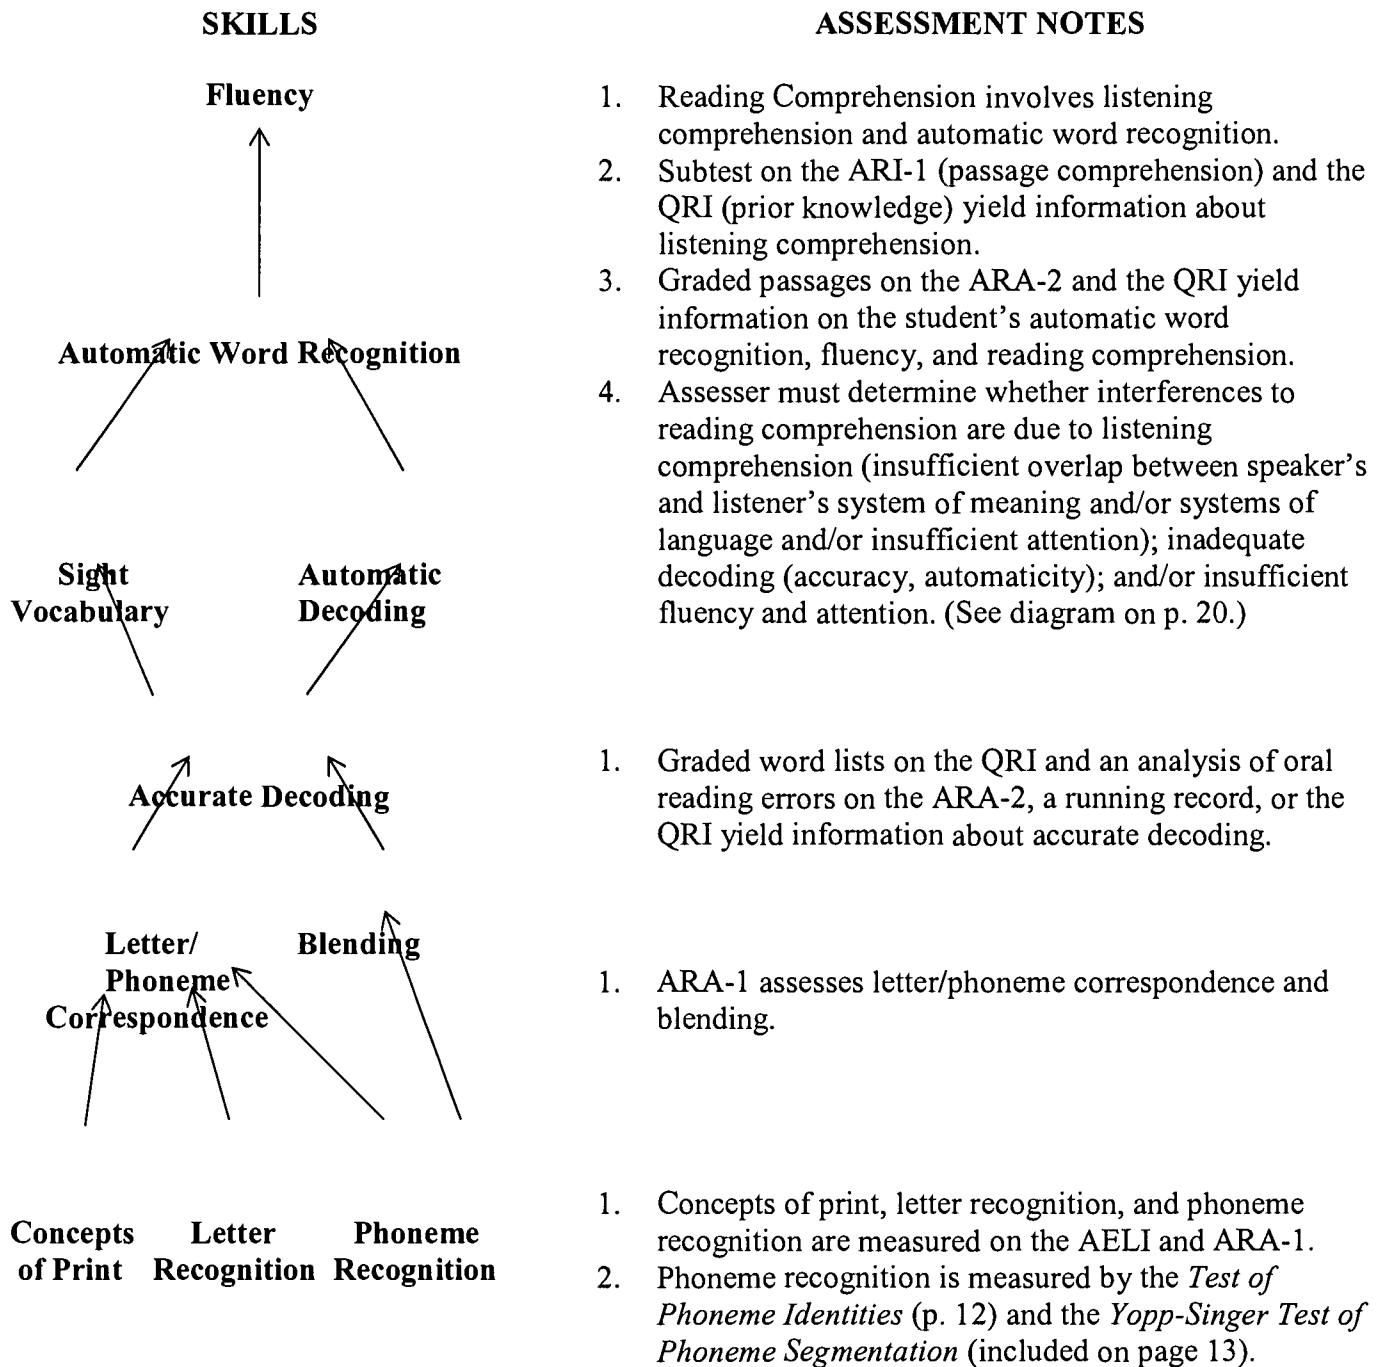 SKILLS
ASSESSMENT NOTES
Fluency
1. Reading Comprehension involves listening
comprehension and automatic word recognition.
2. Subtest on the ARI-1 (passage comprehension) and the
QRI (prior knowledge) yield information about
listening comprehension.
3. Graded passages on the ARA-2 and the QRI yield
information on the student's automatic word
recognition, fluency, and reading comprehension.
4. Assesser must determine whether interferences to
reading comprehension are due to listening
comprehension (insufficient overlap between speaker's
and listener's system of meaning and/or systems of
language and/or insufficient attention); inadequate
decoding (accuracy, automaticity); and/or insufficient
fluency and attention. (See diagram on p. 20.)
Automatic Word Recognition
Sight
Vocabulary
Automatic
Decoding
Accurate Decoding
1. Graded word lists on the QRI and an analysis of oral
reading errors on the ARA-2, a running record, or the
QRI yield information about accurate decoding.
Letter/
Phoneme
Correspondence
Blending
1. ARA-1 assesses letter/phoneme correspondence and
blending.
Concepts
of Print
Letter
Recognition
Phoneme
Recognition
1. Concepts of print, letter recognition, and phoneme
recognition are measured on the AELI and ARA-1.
2. Phoneme recognition is measured by the Test of
Phoneme Identities (p. 12) and the Yopp-Singer Test of
Phoneme Segmentation (included on page 13).